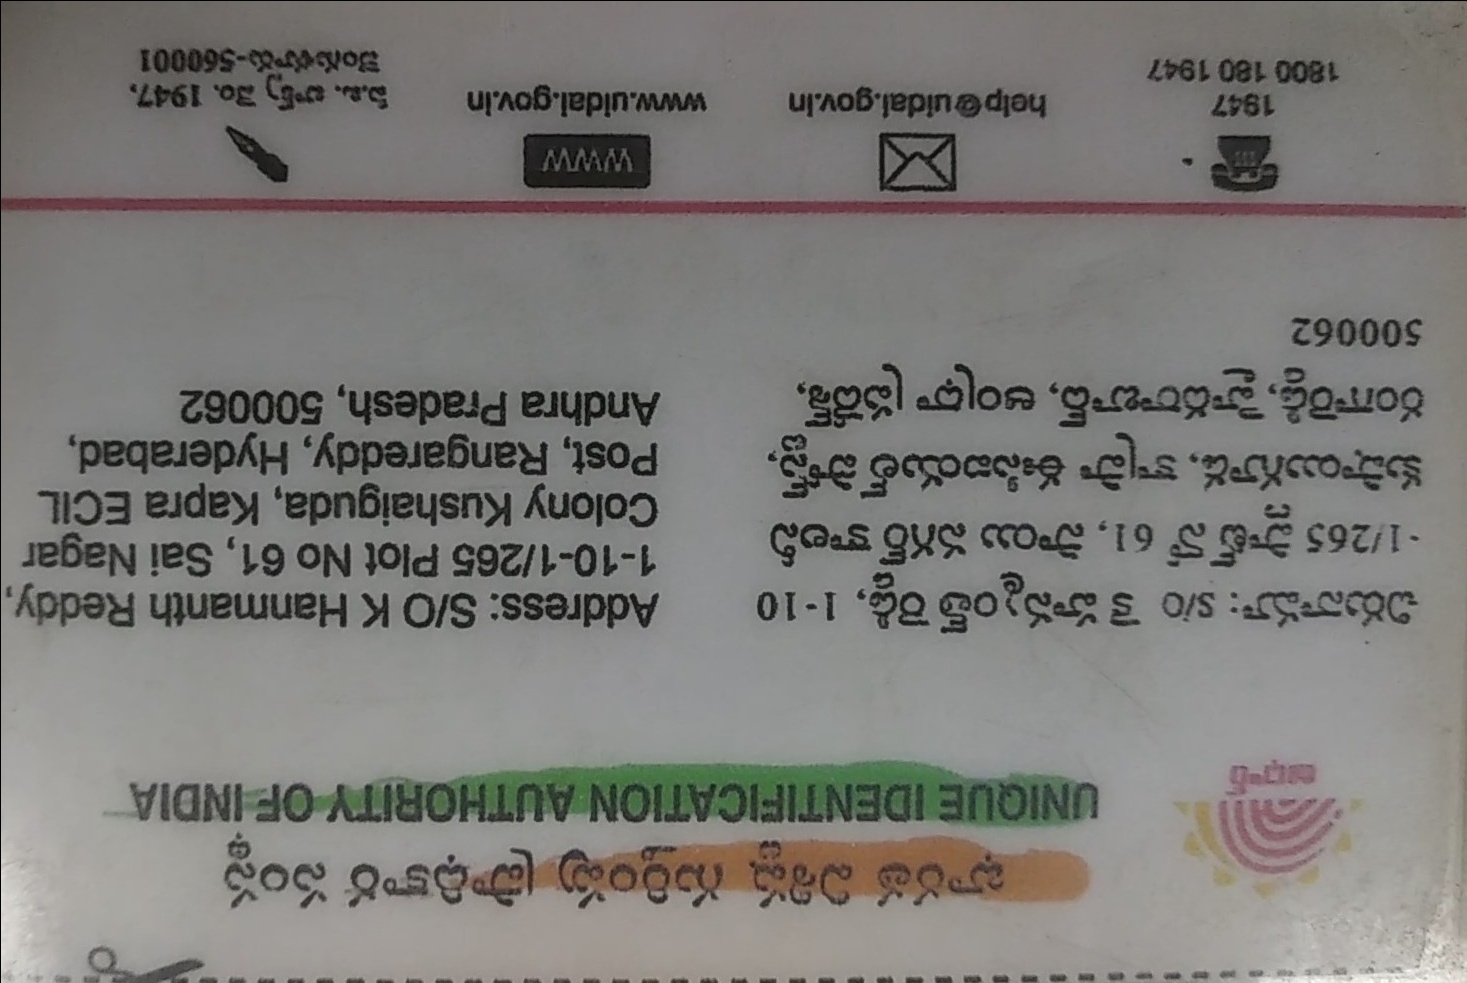 భారత విశిష్ట గుర్తింపు ప్రాధికార సంస్థ
UNIQUE IDENTIFICATION AUTHORITY OF INDIA
ఆధార్
చిరునామా: S/O కె హన్మంత్ రెడ్డి, 1-10
-1/265 ప్లాట్ నో 61, సాయి నగర్ కాలనీ
కుషాయిగూడ, కాప్రా ఈసిఐయల్ పోస్ట్,
రంగారెడ్డి, హైదరాబాద్, ఆంధ్రా ప్రదేశ్,
500062
Address: S/O K Hanmanth Reddy,
1-10-1/265 Plot No 61, Sai Nagar
Colony Kushaiguda, Kapra ECIL
Post, Rangareddy, Hyderabad,
Andhra Pradesh, 500062
1947
1800 180 1947
help@uidai.gov.in
WWW
www.uidai.gov.in
పి.బి. బాక్స్ నెం. 1947,
బెంగుళూరు-560001